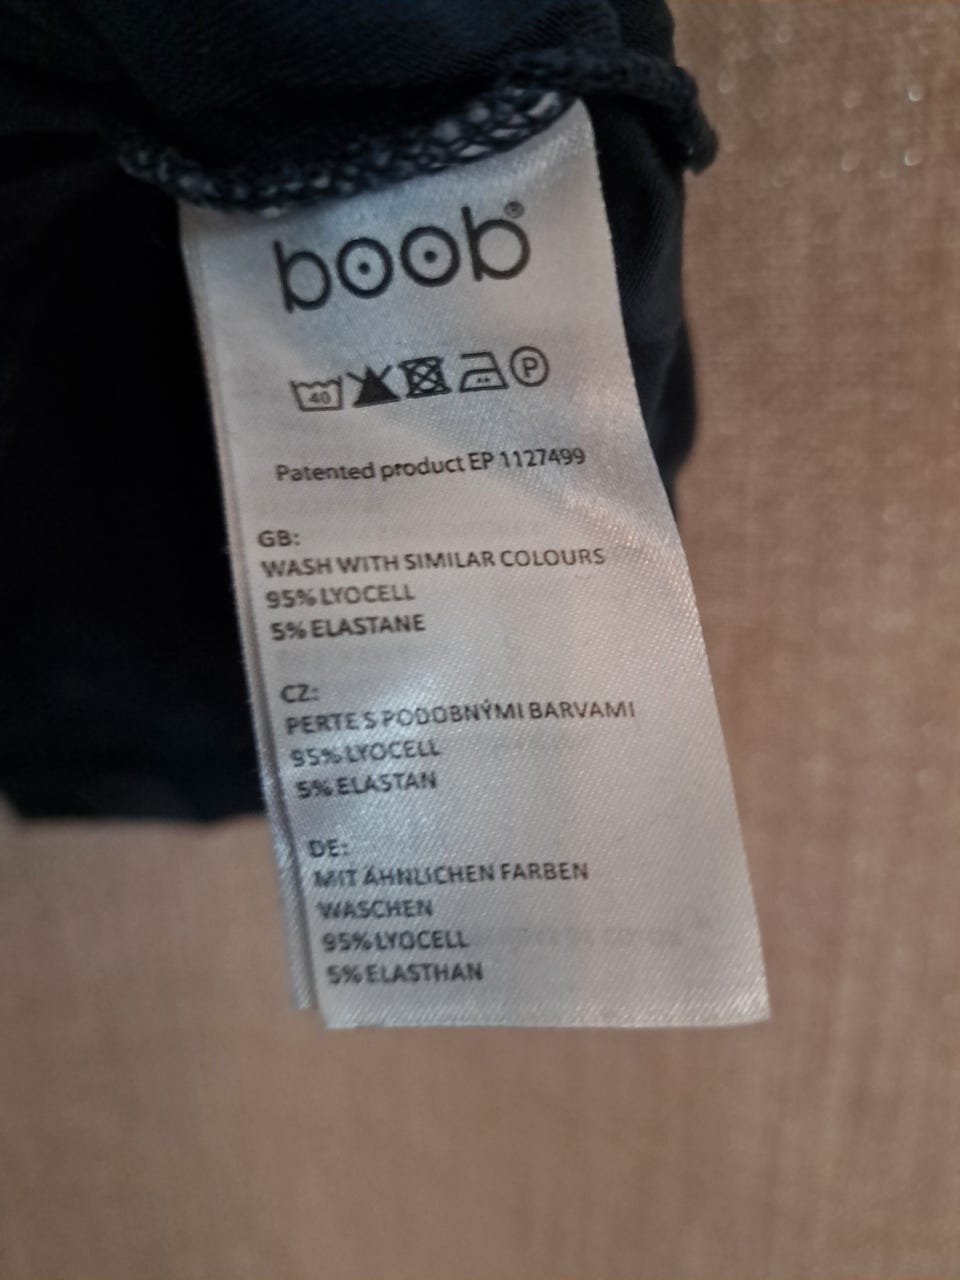 boob®
40 P
Patented product EP 1127499
GB:
WASH WITH SIMILAR COLOURS
95% LYOCELL
5% ELASTANE
CZ:
PERTE S PODOBNÝMI BARVAMI
95% LYOCELL
5% ELASTAN
DE:
MIT ÄHNLICHEN FARBEN
WASCHEN
95% LYOCELL
5% ELASTHAN